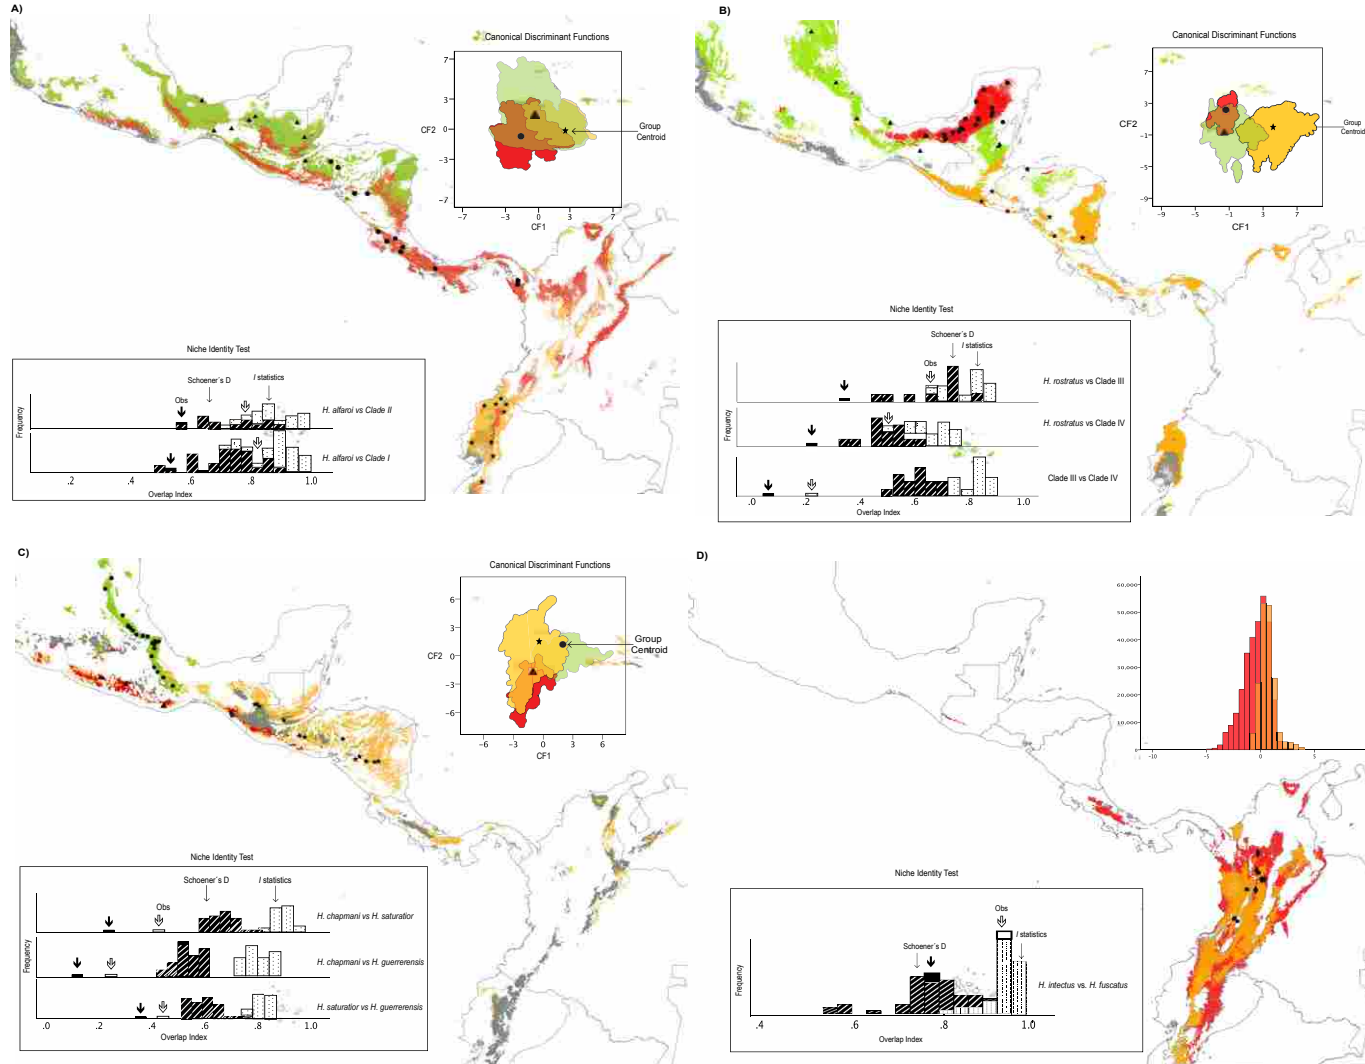 A)
Canonical Discriminant Functions
7
3
CF2
0
−3
−7
−7
−3
0
3
7
CF1
Group
Centroid
Niche Identity Test
Schoener´s D
I statistics
Obs
H. alfaroi vs Clade II
H. alfaroi vs Clade I
Frequency
.2
.4
.6
.8
1.0
Overlap Index
B)
Canonical Discriminant Functions
7
CF2
3
−1
−5
−9
−9
−5
−1
3
7
CF1
Group
Centroid
Niche Identity Test
Schoener´s D
I statistics
Obs
H. rostratus vs Clade III
H. rostratus vs Clade IV
Clade III vs Clade IV
Frequency
0
.2
.4
.6
.8
1.0
Overlap Index
C)
Canonical Discriminant Functions
6
3
CF2
0
−3
−6
−6
−3
0
3
6
CF1
Group
Centroid
Niche Identity Test
Schoener´s D
I statistics
Obs
H. chapmani vs H. saturatior
H. chapmani vs H. guerrerensis
H. saturatior vs H. guerrerensis
Frequency
.0
.2
.4
.6
.8
1.0
Overlap Index
D)
60,000
50,000
40,000
30,000
20,000
10,000
0
-10
-5
0
5
Niche Identity Test
Obs
Schoener´s D
I statistics
H. intectus vs. H. fuscatus
Frequency
.4
.6
.8
1.0
Overlap Index